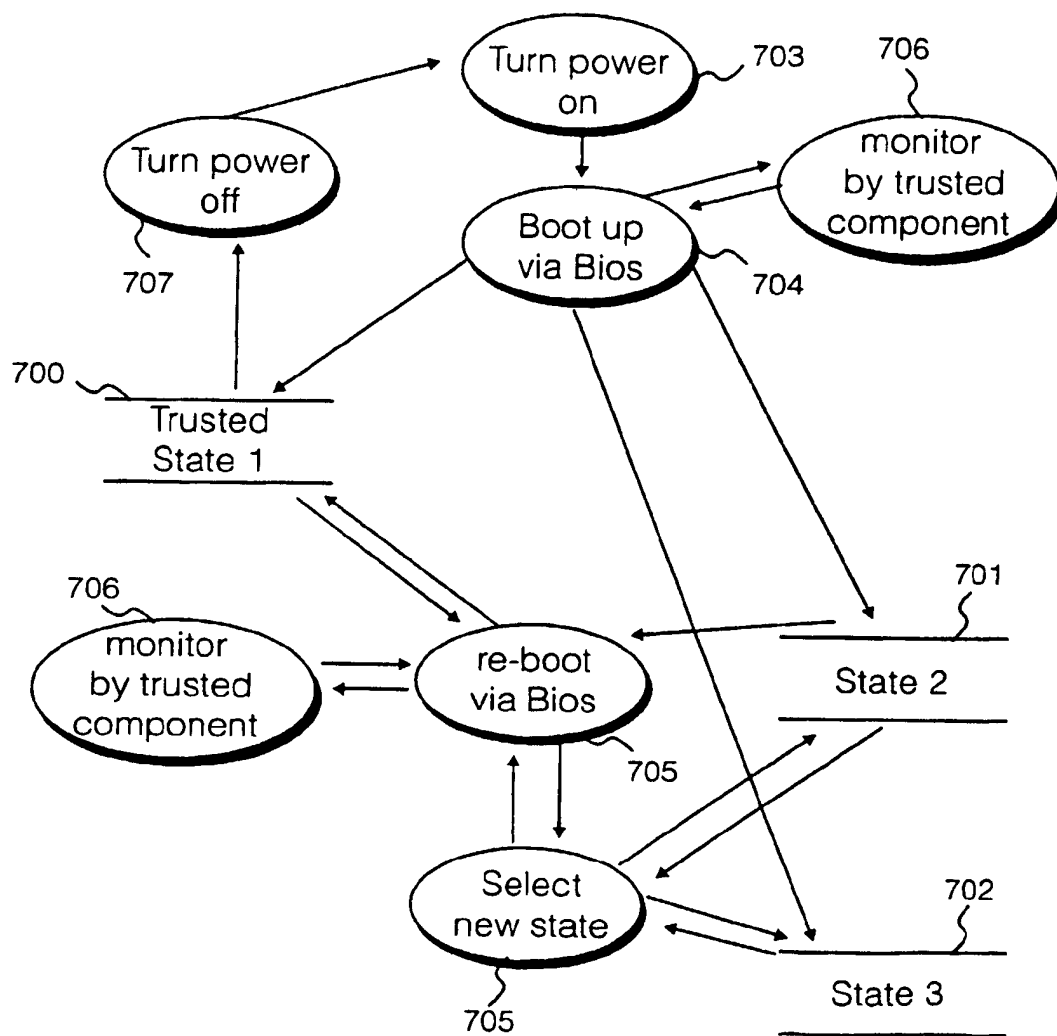 706
Turn power
on
703
Turn power
off
monitor
by trusted
component
Boot up
via Bios
707
704
700
Trusted
State 1
706
701
monitor
by trusted
component
re-boot
via Bios
State 2
705
Select
new state
702
705
State 3